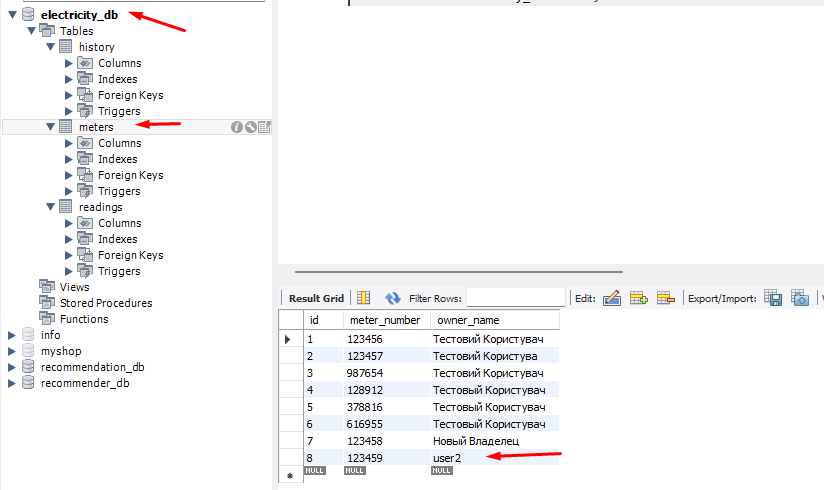 electricity_db
Tables
history
Columns
Indexes
Foreign Keys
Triggers
meters
Columns
Indexes
Foreign Keys
Triggers
readings
Columns
Indexes
Foreign Keys
Triggers
Views
Stored Procedures
Functions
info
myshop
recommendation_db
recommender_db
Result Grid Filter Rows: Edit: Export/Import:
id meter_number owner_name
1 123456 Тестовий Користувач
2 123457 Тестовий Користува
3 987654 Тестовий Користувач
4 128912 Тестовый Користувач
5 378816 Тестовый Користувач
6 616955 Тестовый Користувач
7 123458 Новый Владелец
8 123459 user2
NULL NULL NULL